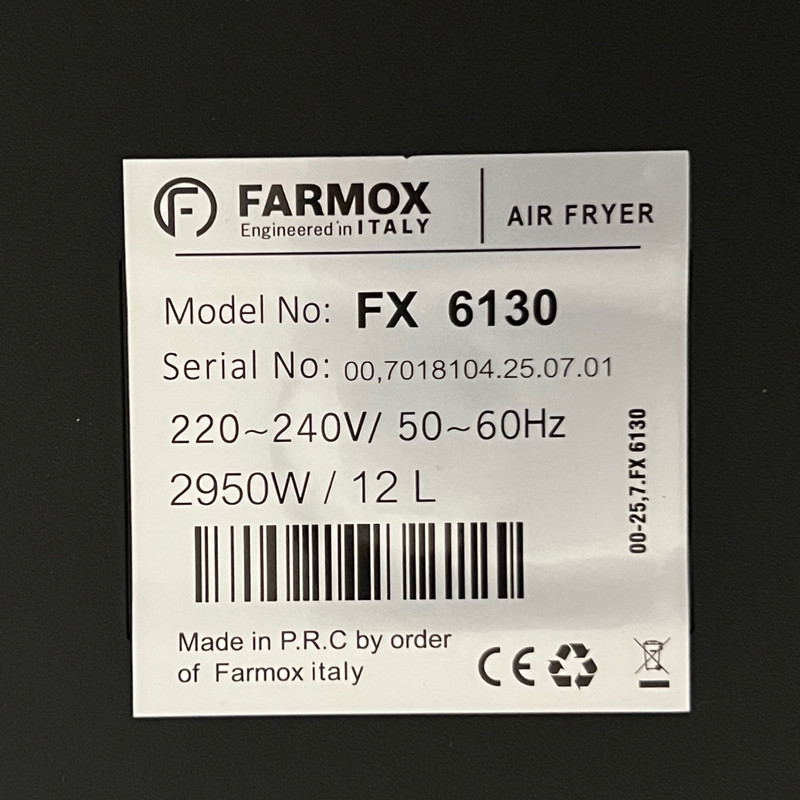 FARMOX
Engineered in ITALY
AIR FRYER
Model No: FX 6130
Serial No: 00,7018104.25.07.01
220~240V/ 50~60Hz
2950W / 12 L
00-25,7.FX 6130
Made in P.R.C by order
of Farmox italy
CE